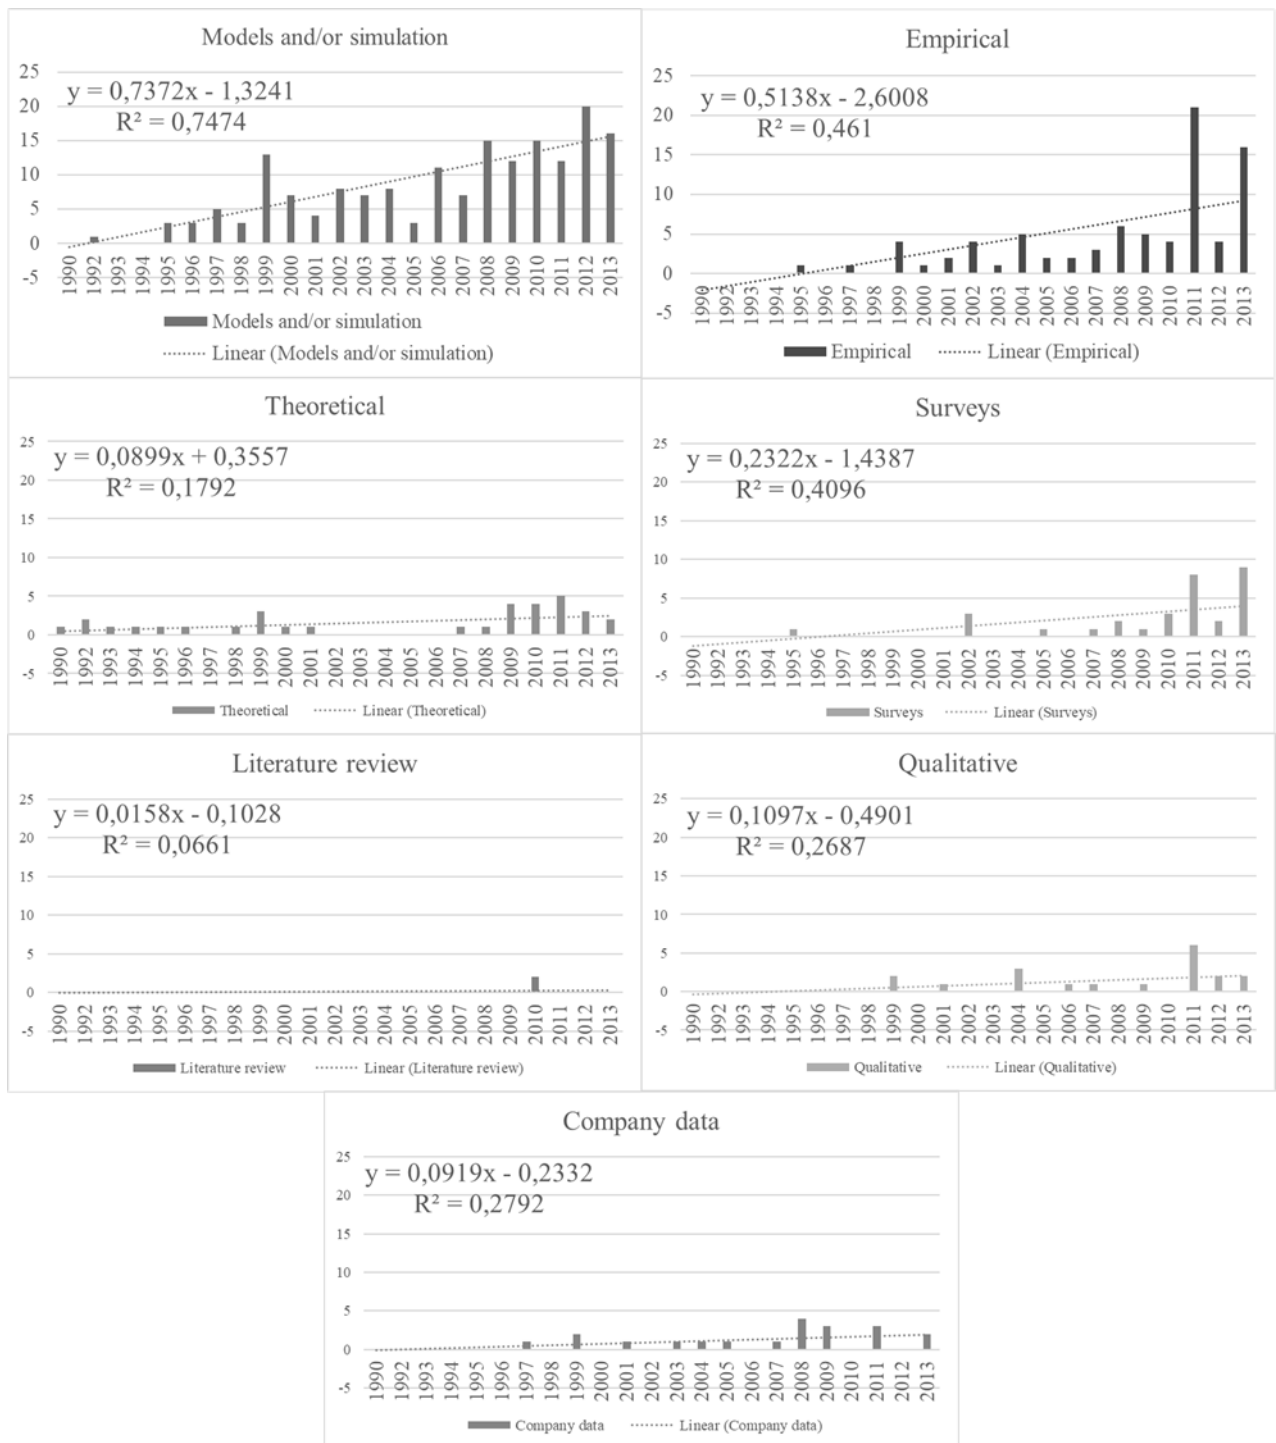 Models and/or simulation
25
y = 0,7372x - 1,3241
20
R² = 0,7474
15
10
5
0
-5
1990 1992 1993 1994 1995 1996 1997 1998 1999 2000 2001 2002 2003 2004 2005 2006 2007 2008 2009 2010 2011 2012 2013
Models and/or simulation
Linear (Models and/or simulation)
Empirical
25
y = 0,5138x - 2,6008
20
R² = 0,461
15
10
5
0
-5
1990 1992 1993 1994 1995 1996 1997 1998 1999 2000 2001 2002 2003 2004 2005 2006 2007 2008 2009 2010 2011 2012 2013
Empirical Linear (Empirical)
Theoretical
25
y = 0,0899x + 0,3557
20
R² = 0,1792
15
10
5
0
-5
1990 1992 1993 1994 1995 1996 1997 1998 1999 2000 2001 2002 2003 2004 2005 2006 2007 2008 2009 2010 2011 2012 2013
Theoretical Linear (Theoretical)
Surveys
25
y = 0,2322x - 1,4387
20
R² = 0,4096
15
10
5
0
-5
1990 1992 1993 1994 1995 1996 1997 1998 1999 2000 2001 2002 2003 2004 2005 2006 2007 2008 2009 2010 2011 2012 2013
Surveys Linear (Surveys)
Literature review
25
y = 0,0158x - 0,1028
20
R² = 0,0661
15
10
5
0
-5
1990 1992 1993 1994 1995 1996 1997 1998 1999 2000 2001 2002 2003 2004 2005 2006 2007 2008 2009 2010 2011 2012 2013
Literature review Linear (Literature review)
Qualitative
25
y = 0,1097x - 0,4901
20
R² = 0,2687
15
10
5
0
-5
1990 1992 1993 1994 1995 1996 1997 1998 1999 2000 2001 2002 2003 2004 2005 2006 2007 2008 2009 2010 2011 2012 2013
Qualitative Linear (Qualitative)
Company data
25
y = 0,0919x - 0,2332
20
R² = 0,2792
15
10
5
0
-5
1990 1992 1993 1994 1995 1996 1997 1998 1999 2000 2001 2002 2003 2004 2005 2006 2007 2008 2009 2010 2011 2012 2013
Company data Linear (Company data)